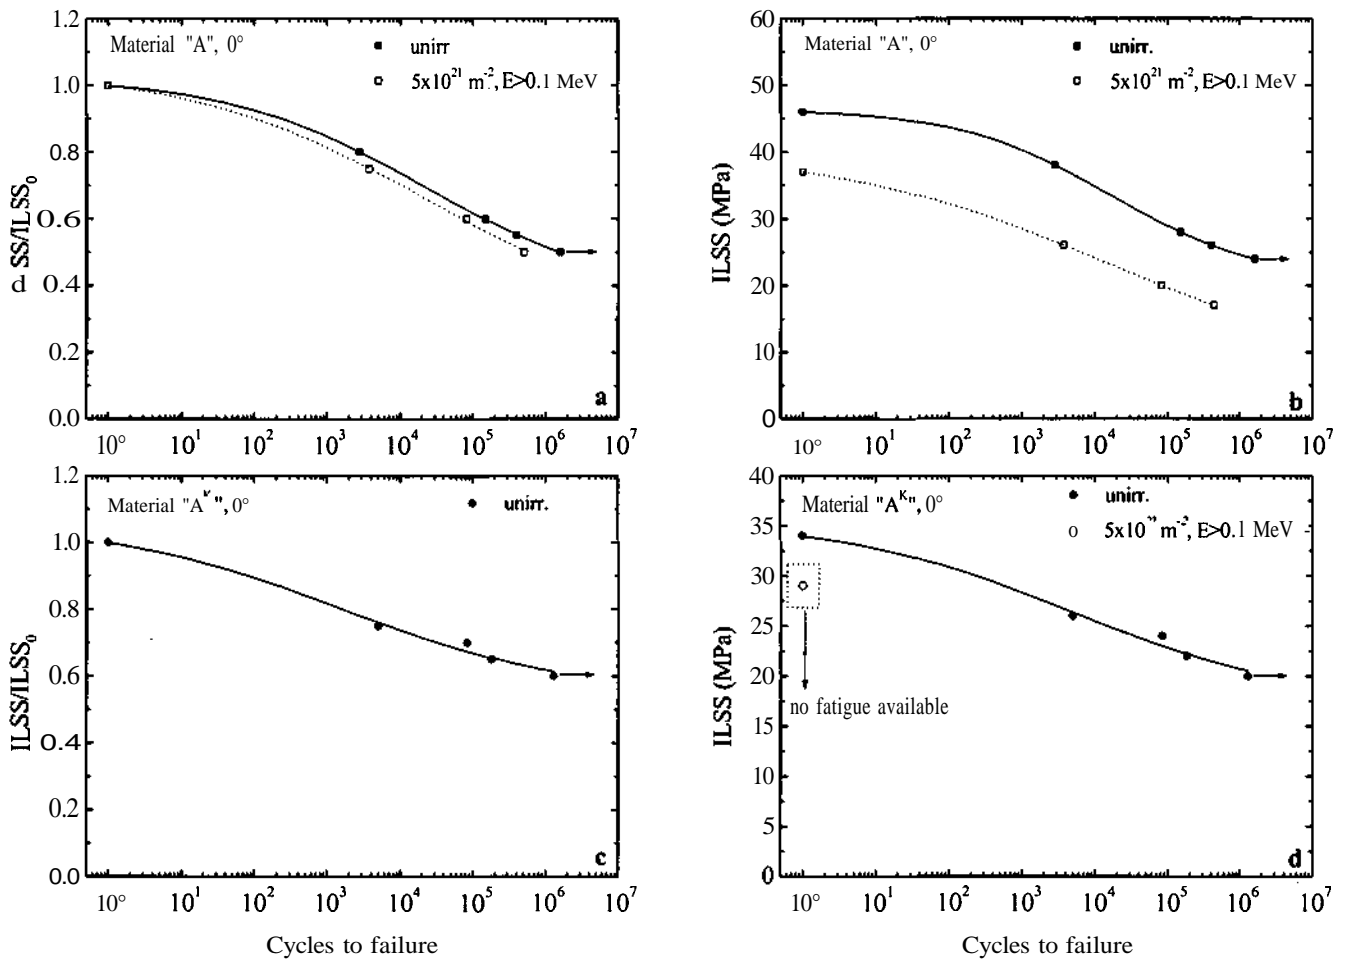 1.2
1.0
0.8
0.6
0.4
0.2
0.0
d SS/ILSS₀
Material "A", 0°
unirr
5x10²¹ m⁻², E>0.1 MeV
a
10° 10¹ 10² 10³ 10⁴ 10⁵ 10⁶ 10⁷
60
50
40
30
20
10
0
ILSS (MPa)
Material "A", 0°
unirr.
5x10²¹ m⁻², E>0.1 MeV
b
10° 10¹ 10² 10³ 10⁴ 10⁵ 10⁶ 10⁷
1.2
1.0
0.8
0.6
0.4
0.2
0.0
ILSS/ILSS₀
Material "Aᴷ", 0°
unirr.
c
10° 10¹ 10² 10³ 10⁴ 10⁵ 10⁶ 10⁷
Cycles to failure
40
35
30
25
20
15
10
5
0
ILSS (MPa)
Material "Aᴷ", 0°
unirr.
m⁻², E>0.1 MeV
no fatigue available
d
10° 10¹ 10² 10³ 10⁴ 10⁵ 10⁶ 10⁷
Cycles to failure